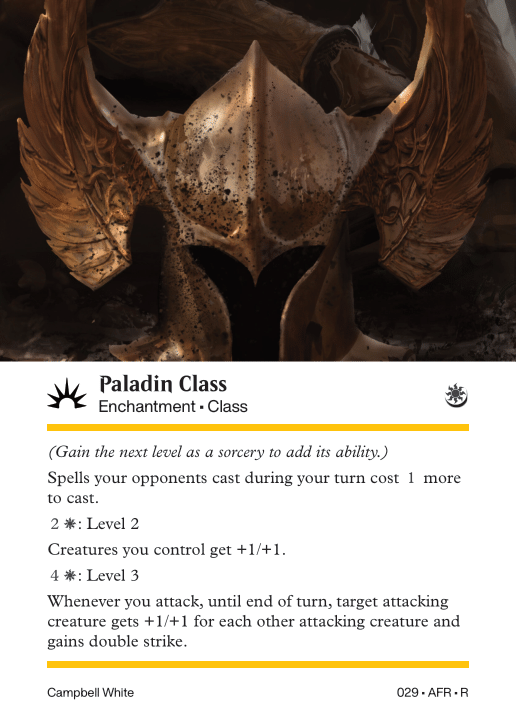 Paladin Class
Enchantment ▪ Class
(Gain the next level as a sorcery to add its ability.)
Spells your opponents cast during your turn cost 1 more
to cast.
2 ☀: Level 2
Creatures you control get +1/+1.
4 ☀: Level 3
Whenever you attack, until end of turn, target attacking
creature gets +1/+1 for each other attacking creature and
gains double strike.
Campbell White
029 • AFR • R